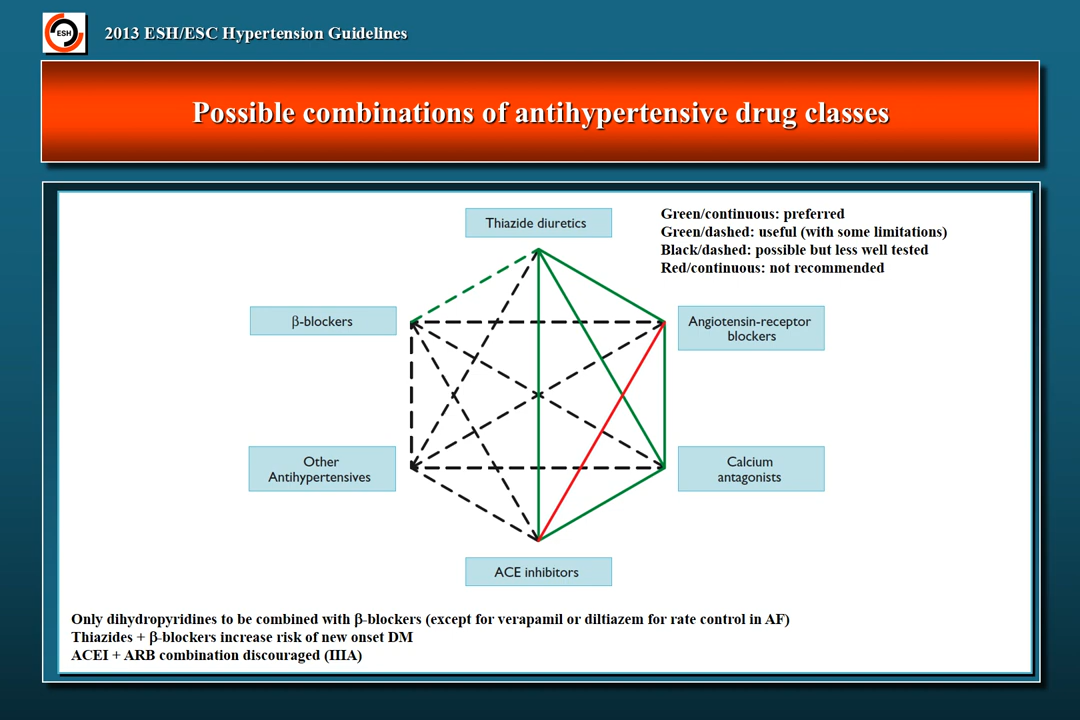 ESH
2013 ESH/ESC Hypertension Guidelines
Possible combinations of antihypertensive drug classes
Thiazide diuretics
Green/continuous: preferred
Green/dashed: useful (with some limitations)
Black/dashed: possible but less well tested
Red/continuous: not recommended
β-blockers
Angiotensin-receptor
blockers
Other
Antihypertensives
Calcium
antagonists
ACE inhibitors
Only dihydropyridines to be combined with β-blockers (except for verapamil or diltiazem for rate control in AF)
Thiazides + β-blockers increase risk of new onset DM
ACEI + ARB combination discouraged (IIIA)